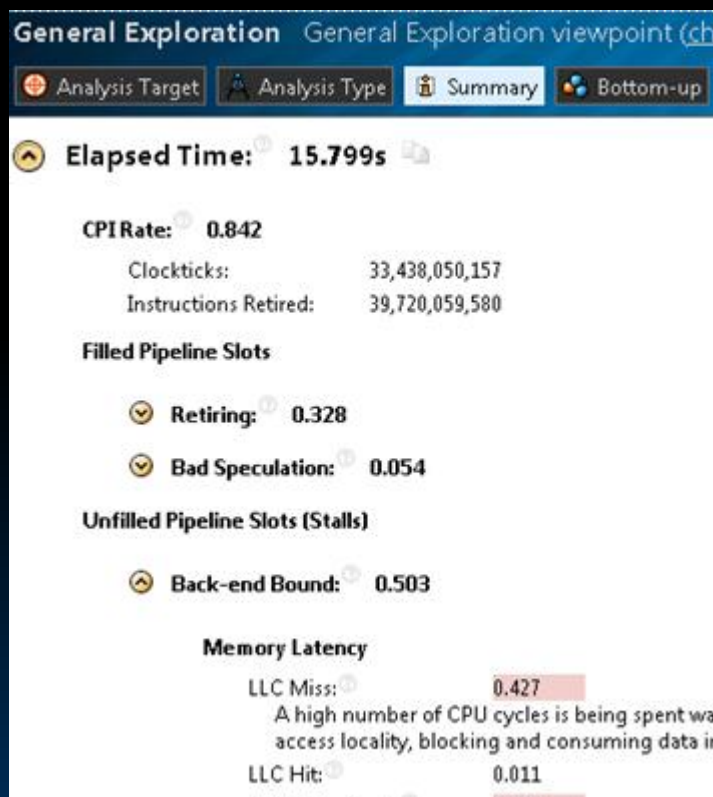 General Exploration General Exploration viewpoint (ch
Analysis Target Analysis Type Summary Bottom-up
Elapsed Time: 15.799s
CPI Rate: 0.842
Clockticks: 33,438,050,157
Instructions Retired: 39,720,059,580
Filled Pipeline Slots
Retiring: 0.328
Bad Speculation: 0.054
Unfilled Pipeline Slots (Stalls)
Back-end Bound: 0.503
Memory Latency
LLC Miss: 0.427
A high number of CPU cycles is being spent wa
access locality, blocking and consuming data i
LLC Hit: 0.011